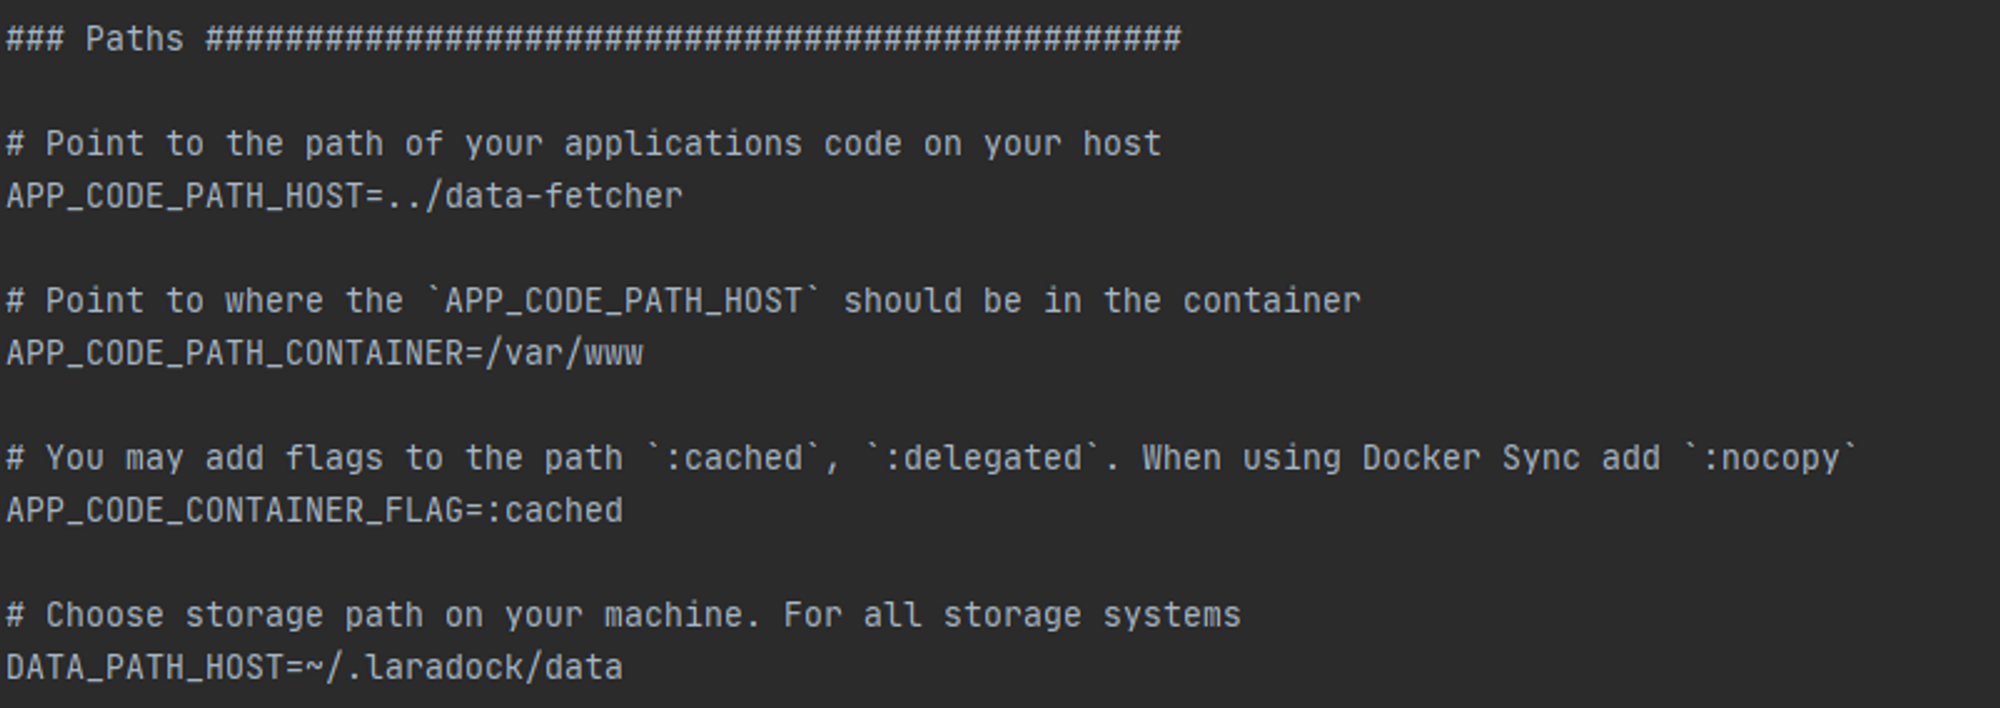 ### Paths #################################################
# Point to the path of your applications code on your host
APP_CODE_PATH_HOST=../data-fetcher
# Point to where the `APP_CODE_PATH_HOST` should be in the container
APP_CODE_PATH_CONTAINER=/var/www
# You may add flags to the path `:cached`, `:delegated`. When using Docker Sync add `:nocopy`
APP_CODE_CONTAINER_FLAG=:cached
# Choose storage path on your machine. For all storage systems
DATA_PATH_HOST=~/.laradock/data